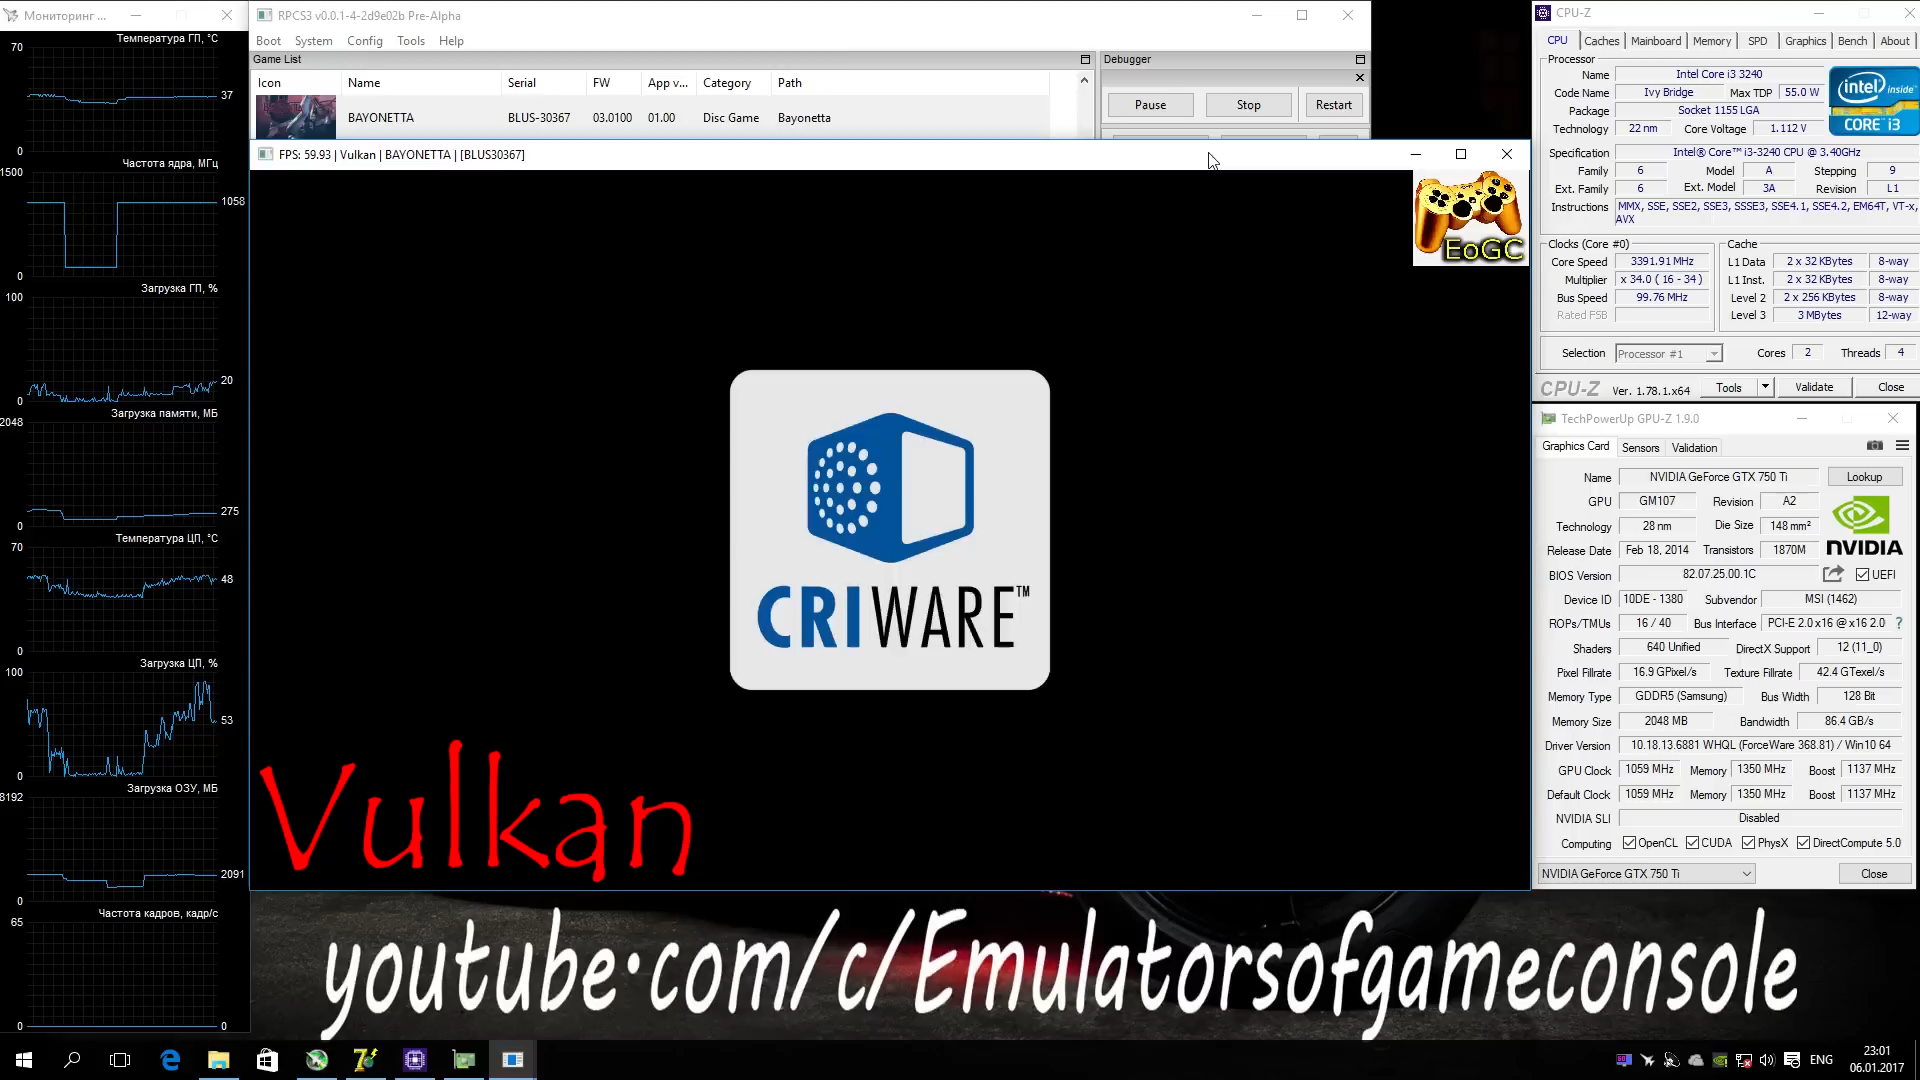 Мониторинг ...
Температура ГП, °C
70
37
0
Частота ядра, МГц
1500
1058
0
Загрузка ГП, %
100
20
0
Загрузка памяти, МБ
2048
275
0
Температура ЦП, °C
70
48
0
Загрузка ЦП, %
100
53
0
Загрузка ОЗУ, МБ
8192
2091
0
Частота кадров, кадр/с
65
0
0
RPCS3 v0.0.1-4-2d9e02b Pre-Alpha
Boot System Config Tools Help
Game List
Icon Name Serial FW App v... Category Path
BAYONETTA BLUS-30367 03.0100 01.00 Disc Game Bayonetta
Debugger
Pause Stop Restart
FPS: 59.93 | Vulkan | BAYONETTA | [BLUS30367]
EoGC
CRIWARE™
Vulkan
youtube.com/c/Emulatorsofgameconsole
CPU-Z
CPU Caches Mainboard Memory SPD Graphics Bench About
Processor
Name Intel Core i3 3240
Code Name Ivy Bridge Max TDP 55.0 W
Package Socket 1155 LGA
Technology 22 nm Core Voltage 1.112 V
intel inside™
CORE i3
Specification Intel® Core™ i3-3240 CPU @ 3.40GHz
Family 6 Model A Stepping 9
Ext. Family 6 Ext. Model 3A Revision L1
Instructions MMX, SSE, SSE2, SSE3, SSSE3, SSE4.1, SSE4.2, EM64T, VT-x,
AVX
Clocks (Core #0) Cache
Core Speed 3391.91 MHz L1 Data 2 x 32 KBytes 8-way
Multiplier x 34.0 ( 16 - 34 ) L1 Inst. 2 x 32 KBytes 8-way
Bus Speed 99.76 MHz Level 2 2 x 256 KBytes 8-way
Rated FSB Level 3 3 MBytes 12-way
Selection Processor #1 Cores 2 Threads 4
CPU-Z Ver. 1.78.1.x64 Tools Validate Close
TechPowerUp GPU-Z 1.9.0
Graphics Card Sensors Validation
Name NVIDIA GeForce GTX 750 Ti Lookup
GPU GM107 Revision A2
Technology 28 nm Die Size 148 mm²
Release Date Feb 18, 2014 Transistors 1870M
NVIDIA
BIOS Version 82.07.25.00.1C UEFI
Device ID 10DE - 1380 Subvendor MSI (1462)
ROPs/TMUs 16 / 40 Bus Interface PCI-E 2.0 x16 @ x16 2.0 ?
Shaders 640 Unified DirectX Support 12 (11_0)
Pixel Fillrate 16.9 GPixel/s Texture Fillrate 42.4 GTexel/s
Memory Type GDDR5 (Samsung) Bus Width 128 Bit
Memory Size 2048 MB Bandwidth 86.4 GB/s
Driver Version 10.18.13.6881 WHQL (ForceWare 368.81) / Win10 64
GPU Clock 1059 MHz Memory 1350 MHz Boost 1137 MHz
Default Clock 1059 MHz Memory 1350 MHz Boost 1137 MHz
NVIDIA SLI Disabled
Computing OpenCL CUDA PhysX DirectCompute 5.0
NVIDIA GeForce GTX 750 Ti Close
ENG
23:01
06.01.2017